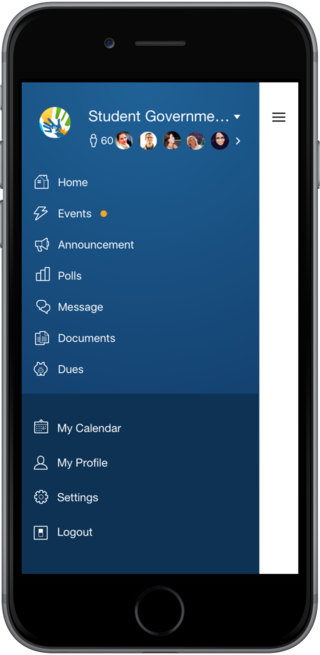 Student Governme...
60
Home
Events
Announcement
Polls
Message
Documents
Dues
My Calendar
My Profile
Settings
Logout